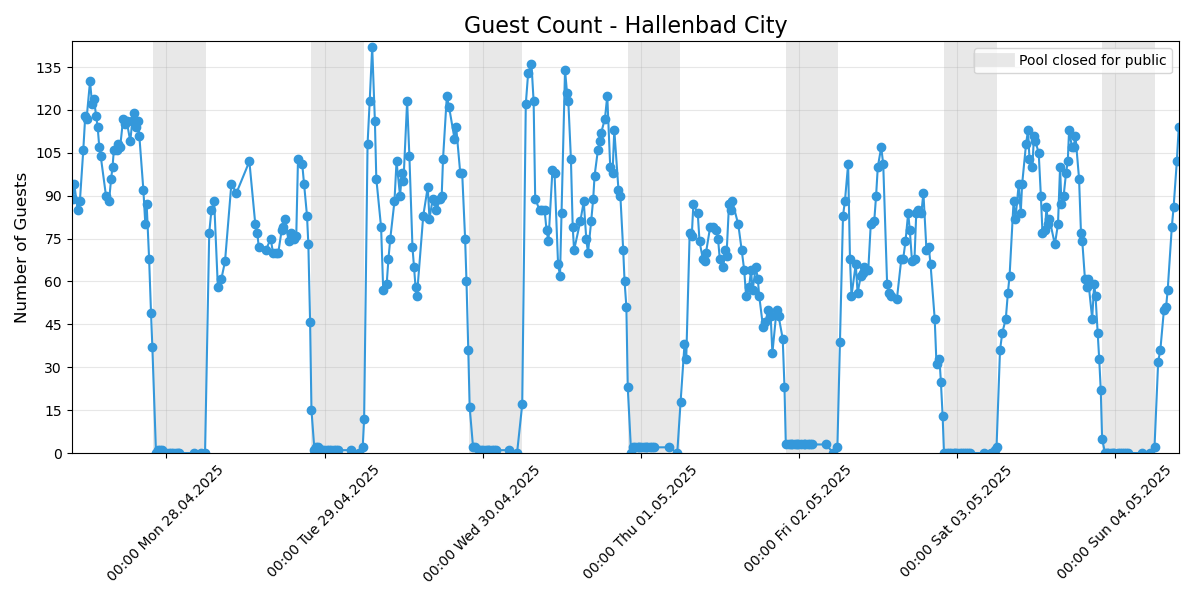 Guest Count - Hallenbad City
Pool closed for public
Number of Guests
135
120
105
90
75
60
45
30
15
0
00:00 Mon 28.04.2025
00:00 Tue 29.04.2025
00:00 Wed 30.04.2025
00:00 Thu 01.05.2025
00:00 Fri 02.05.2025
00:00 Sat 03.05.2025
00:00 Sun 04.05.2025